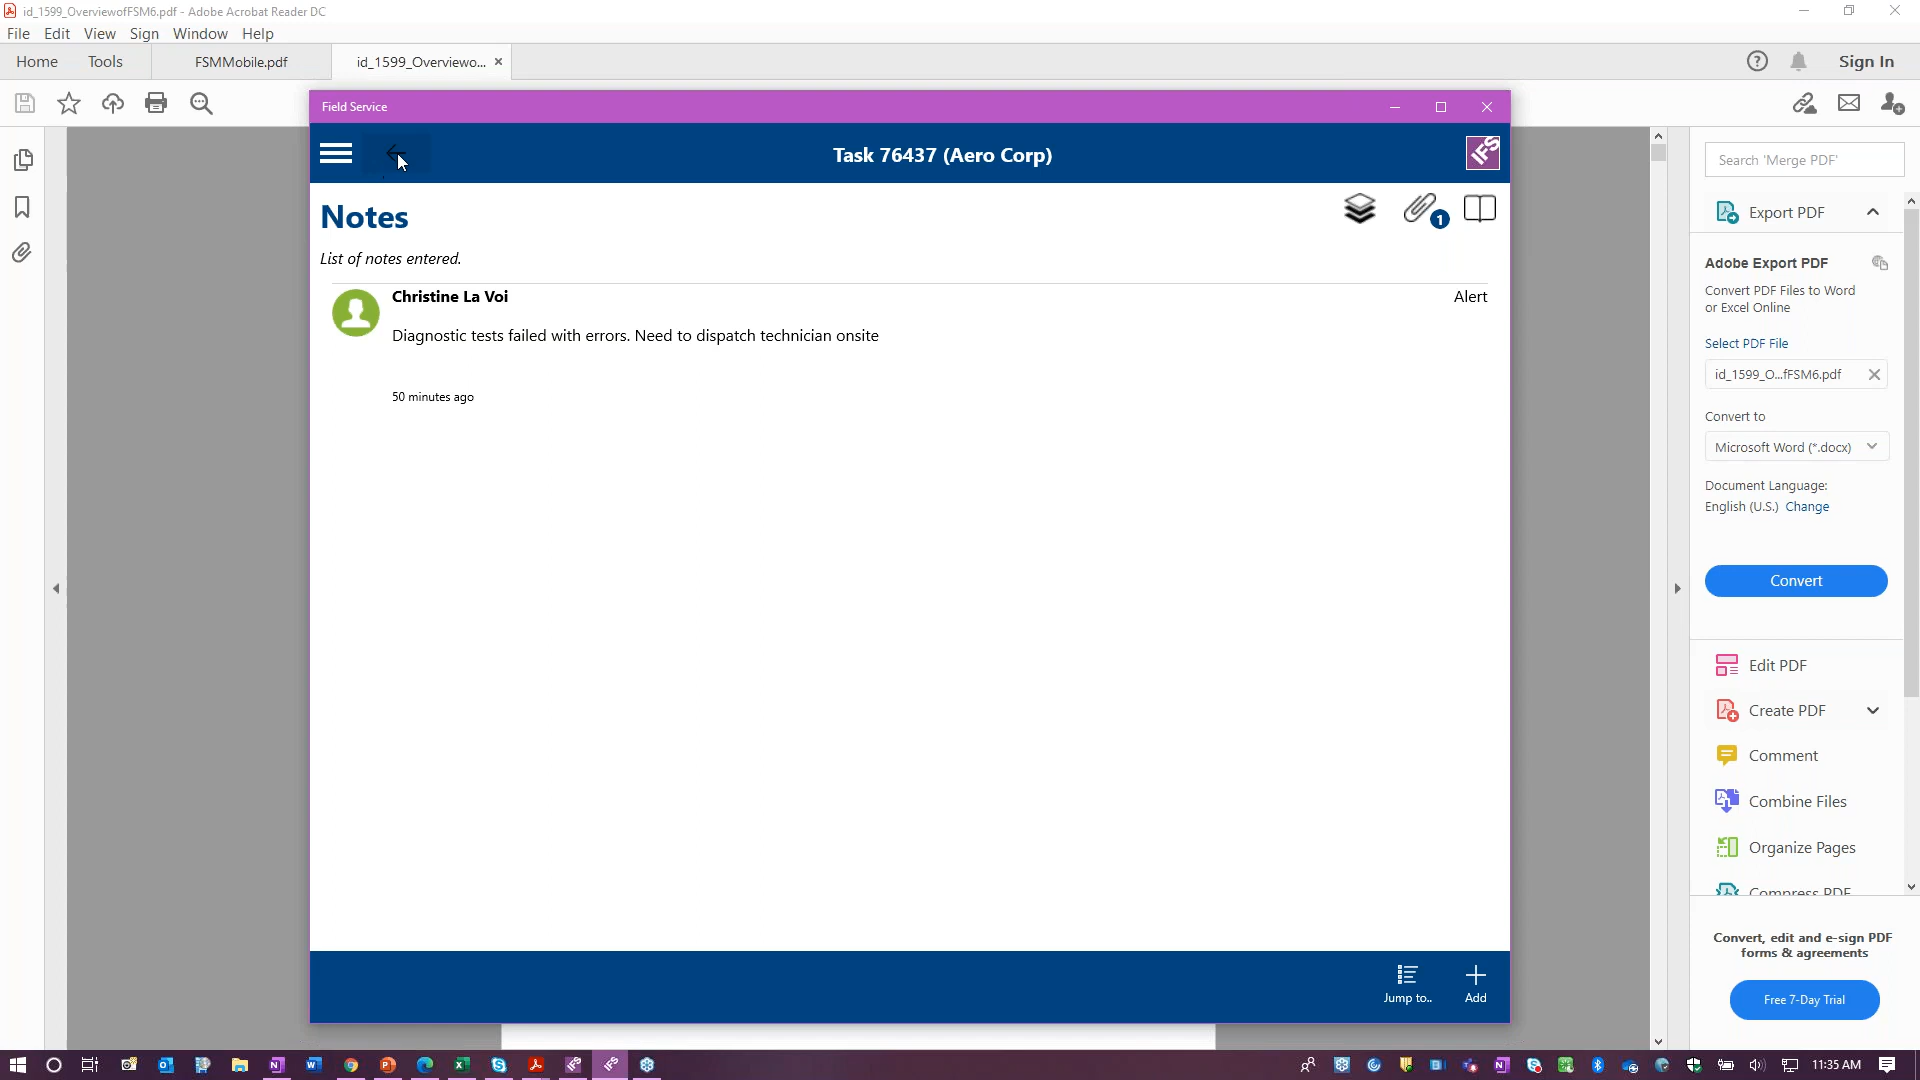 id_1599_OverviewofFSM6.pdf - Adobe Acrobat Reader DC
File Edit View Sign Window Help
Home Tools FSMMobile.pdf id_1599_Overviewo... × Sign In
Field Service
Task 76437 (Aero Corp)
IFS
Notes
1
List of notes entered.
Christine La Voi Alert
Diagnostic tests failed with errors. Need to dispatch technician onsite
50 minutes ago
Jump to.. Add
Search 'Merge PDF'
Export PDF
Adobe Export PDF
Convert PDF Files to Word
or Excel Online
Select PDF File
id_1599_O...fFSM6.pdf
Convert to
Microsoft Word (*.docx)
Document Language:
English (U.S.) Change
Convert
Edit PDF
Create PDF
Comment
Combine Files
Organize Pages
Compress PDF
Convert, edit and e-sign PDF
forms & agreements
Free 7-Day Trial
11:35 AM